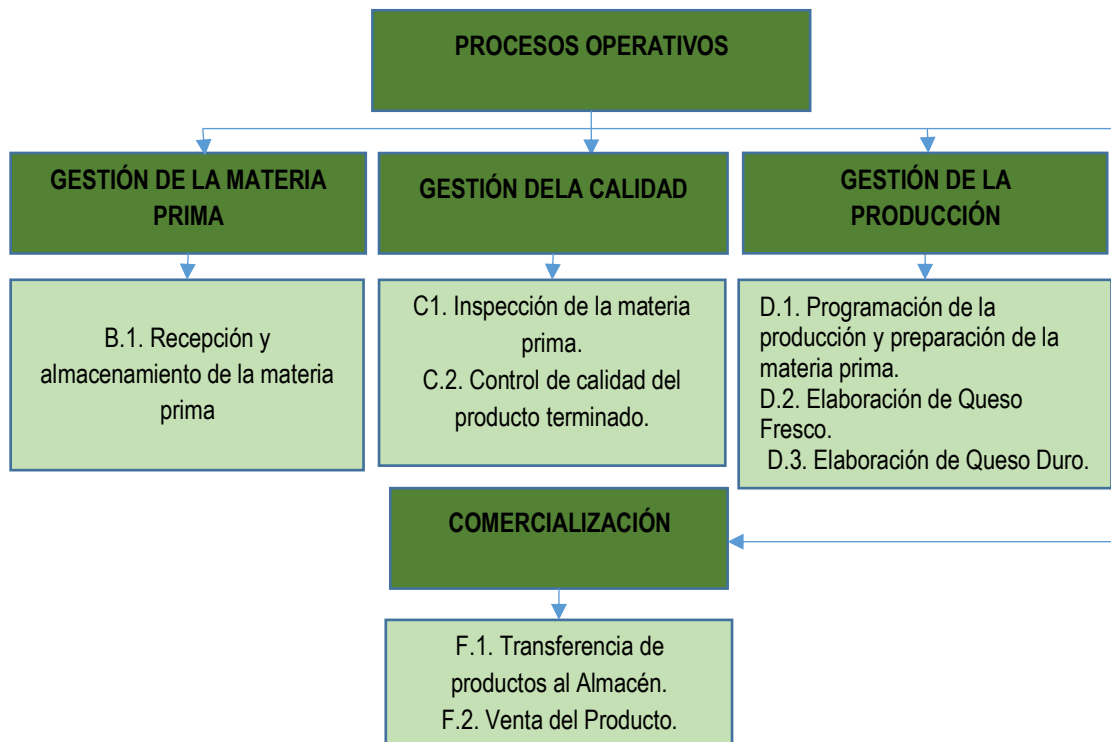 PROCESOS OPERATIVOS
GESTIÓN DE LA MATERIA
PRIMA
GESTIÓN DELA CALIDAD
GESTIÓN DE LA
PRODUCCIÓN
B.1. Recepción y
almacenamiento de la materia
prima
C1. Inspección de la materia
prima.
C.2. Control de calidad del
producto terminado.
D.1. Programación de la
producción y preparación de la
materia prima.
D.2. Elaboración de Queso
Fresco.
D.3. Elaboración de Queso Duro.
COMERCIALIZACIÓN
F.1. Transferencia de
productos al Almacén.
F.2. Venta del Producto.